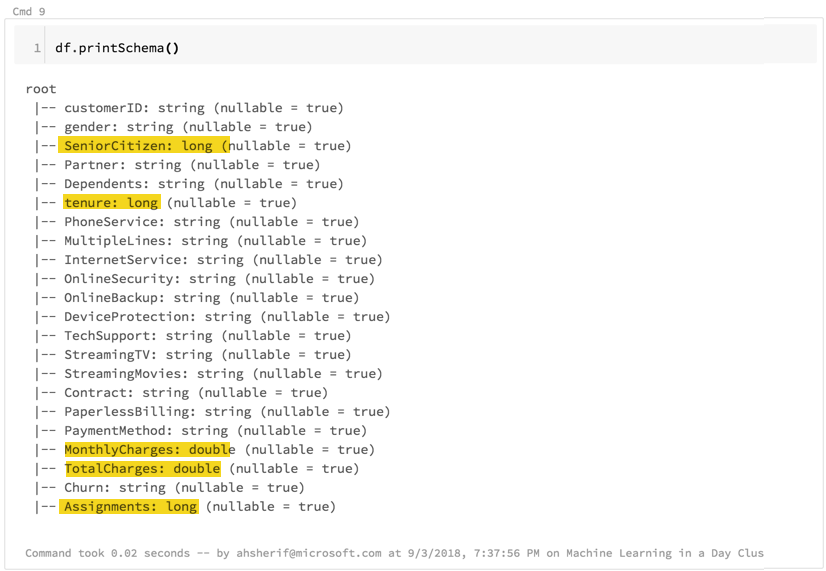 Cmd 9
1 df.printSchema()
root
|-- customerID: string (nullable = true)
|-- gender: string (nullable = true)
|-- SeniorCitizen: long (nullable = true)
|-- Partner: string (nullable = true)
|-- Dependents: string (nullable = true)
|-- tenure: long (nullable = true)
|-- PhoneService: string (nullable = true)
|-- MultipleLines: string (nullable = true)
|-- InternetService: string (nullable = true)
|-- OnlineSecurity: string (nullable = true)
|-- OnlineBackup: string (nullable = true)
|-- DeviceProtection: string (nullable = true)
|-- TechSupport: string (nullable = true)
|-- StreamingTV: string (nullable = true)
|-- StreamingMovies: string (nullable = true)
|-- Contract: string (nullable = true)
|-- PaperlessBilling: string (nullable = true)
|-- PaymentMethod: string (nullable = true)
|-- MonthlyCharges: double (nullable = true)
|-- TotalCharges: double (nullable = true)
|-- Churn: string (nullable = true)
|-- Assignments: long (nullable = true)
Command took 0.02 seconds -- by ahsherif@microsoft.com at 9/3/2018, 7:37:56 PM on Machine Learning in a Day Clus